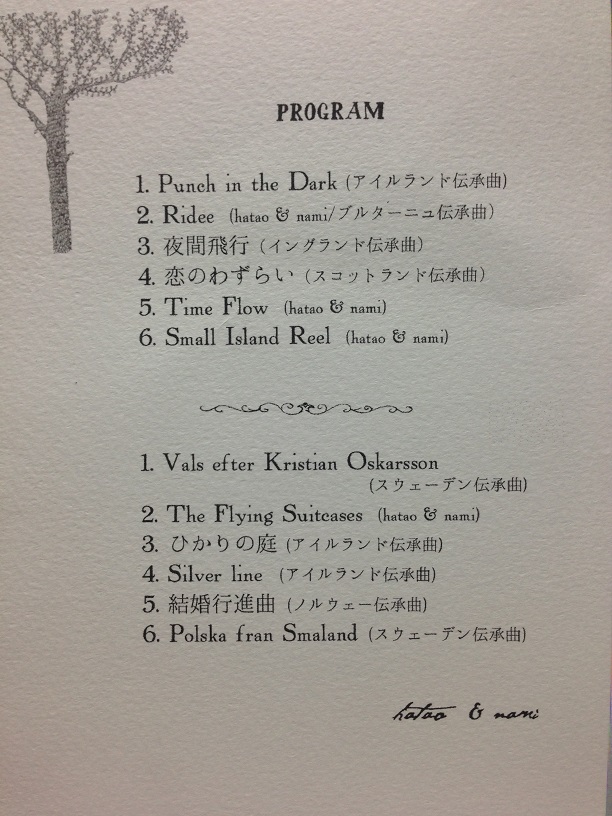 PROGRAM
1. Punch in the Dark (アイルランド伝承曲)
2. Ridee (hatao & nami/ブルターニュ伝承曲)
3. 夜間飛行 (イングランド伝承曲)
4. 恋のわずらい (スコットランド伝承曲)
5. Time Flow (hatao & nami)
6. Small Island Reel (hatao & nami)
1. Vals efter Kristian Oskarsson
(スウェーデン伝承曲)
2. The Flying Suitcases (hatao & nami)
3. ひかりの庭 (アイルランド伝承曲)
4. Silver line (アイルランド伝承曲)
5. 結婚行進曲 (ノルウェー伝承曲)
6. Polska fran Smaland (スウェーデン伝承曲)
hatao & nami